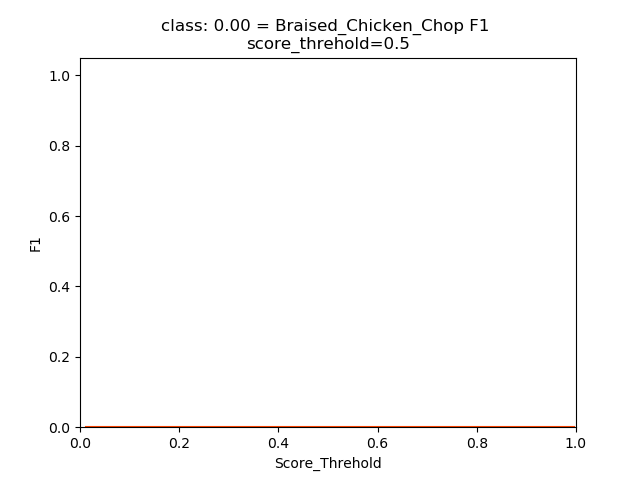 class: 0.00 = Braised_Chicken_Chop F1
score_threhold=0.5
1.0
0.8
0.6
0.4
0.2
0.0
F1
0.0 0.2 0.4 0.6 0.8 1.0
Score_Threhold